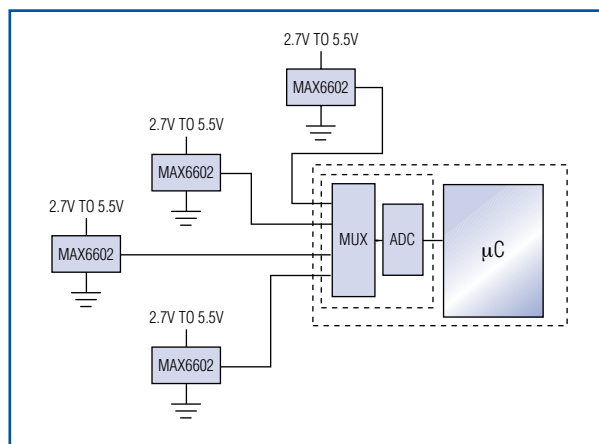 2.7V TO 5.5V
MAX6602
2.7V TO 5.5V
MAX6602
2.7V TO 5.5V
MAX6602
MUX
ADC
μC
2.7V TO 5.5V
MAX6602